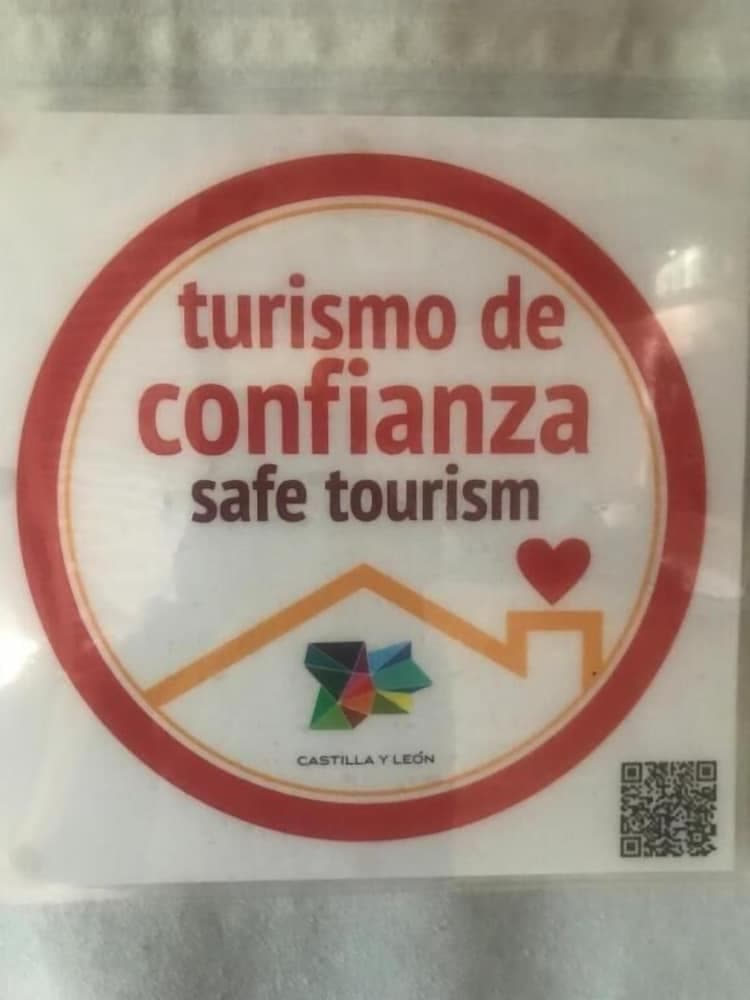 turismo de
confianza
safe tourism
CASTILLA Y LEÓN